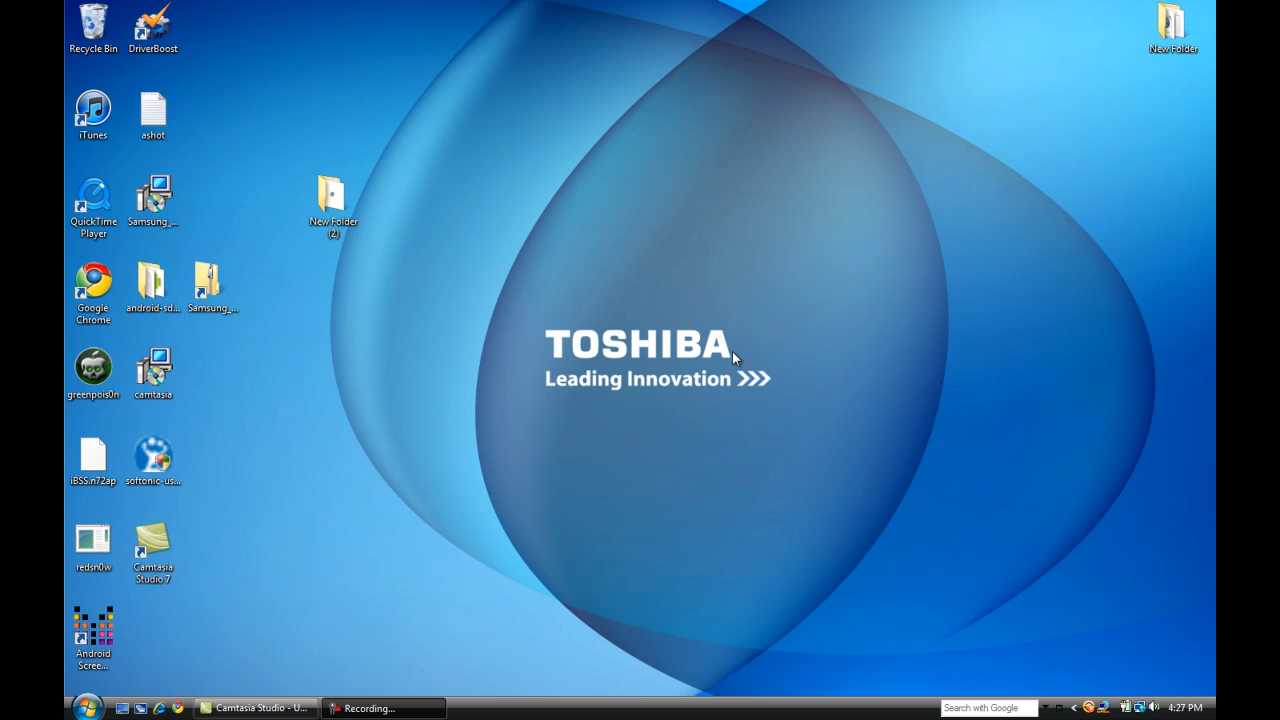 Recycle Bin
DriverBoost
New Folder
iTunes
ashot
QuickTime
Player
Samsung_...
New Folder
(2)
Google
Chrome
android-sd...
Samsung_...
greenpois0n
camtasia
TOSHIBA
Leading Innovation >>>
iBSS.n72ap
softonic-us...
redsn0w
Camtasia
Studio 7
Android
Scree...
Camtasia Studio - U...
Recording...
Search with Google
4:27 PM